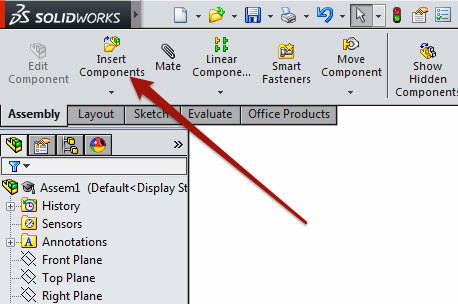 SOLIDWORKS
Edit
Component
Insert
Components
Mate
Linear
Compone...
Smart
Fasteners
Move
Component
Show
Hidden
Components
Assembly
Layout
Sketch
Evaluate
Office Products
»
Assem1 (Default<Display St
History
Sensors
A Annotations
Front Plane
Top Plane
Right Plane